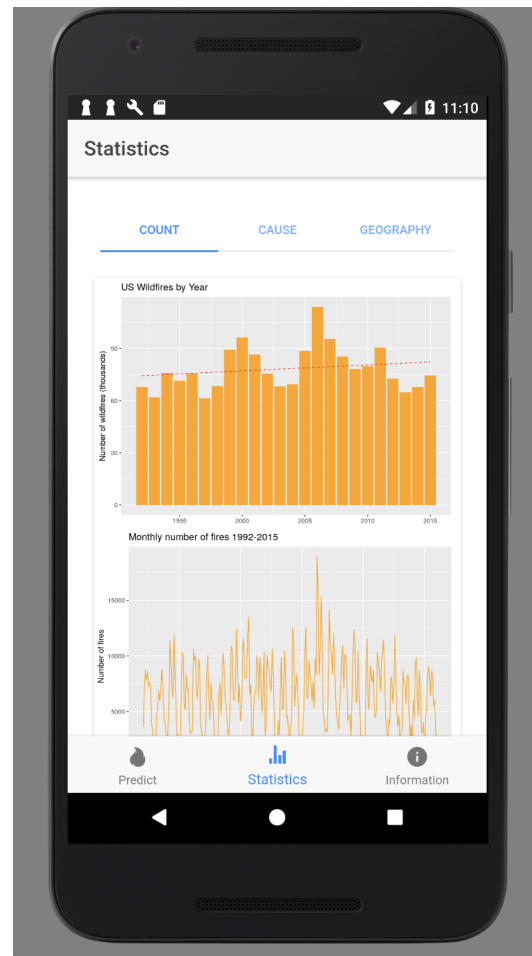 11:10
Statistics
COUNT CAUSE GEOGRAPHY
US Wildfires by Year
Number of wildfires (thousands)
90
60
30
0
1995 2000 2005 2010 2015
Monthly number of fires 1992-2015
Number of fires
15000
10000
5000
Predict Statistics Information